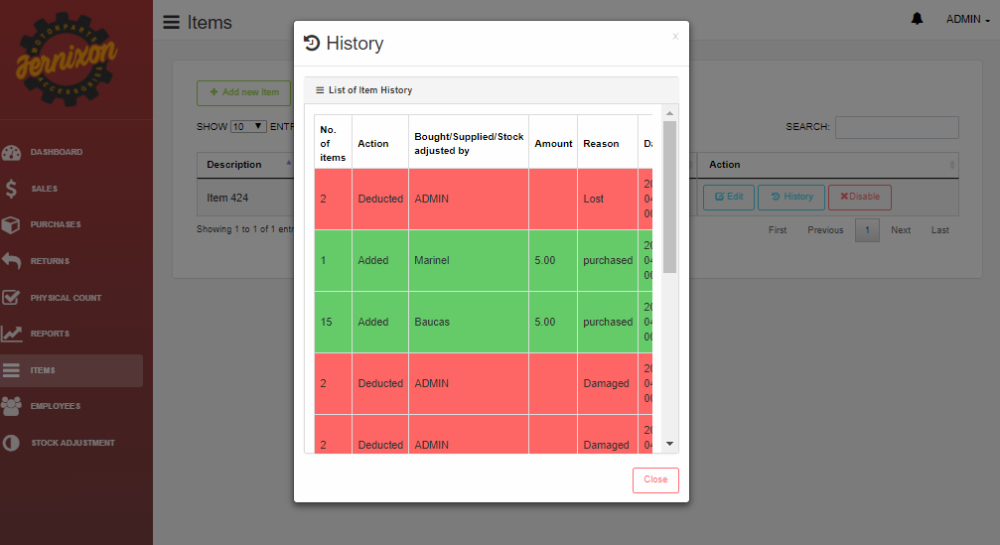 MOTORPARTS
Jernixon
ACCESSORIES
Items
ADMIN
DASHBOARD
SALES
PURCHASES
RETURNS
PHYSICAL COUNT
REPORTS
ITEMS
EMPLOYEES
STOCK ADJUSTMENT
Add new Item
SHOW 10 ENTR
SEARCH:
Description
Action
Item 424
Edit
History
Disable
Showing 1 to 1 of 1 entr
First Previous 1 Next Last
History
x
List of Item History
No. of items
Action
Bought/Supplied/Stock adjusted by
Amount
Reason
Da
2 Deducted ADMIN Lost 20
04
00
1 Added Marinel 5.00 purchased 20
04
00
15 Added Baucas 5.00 purchased 20
04
00
2 Deducted ADMIN Damaged 20
04
00
2 Deducted ADMIN Damaged 20
04
Close